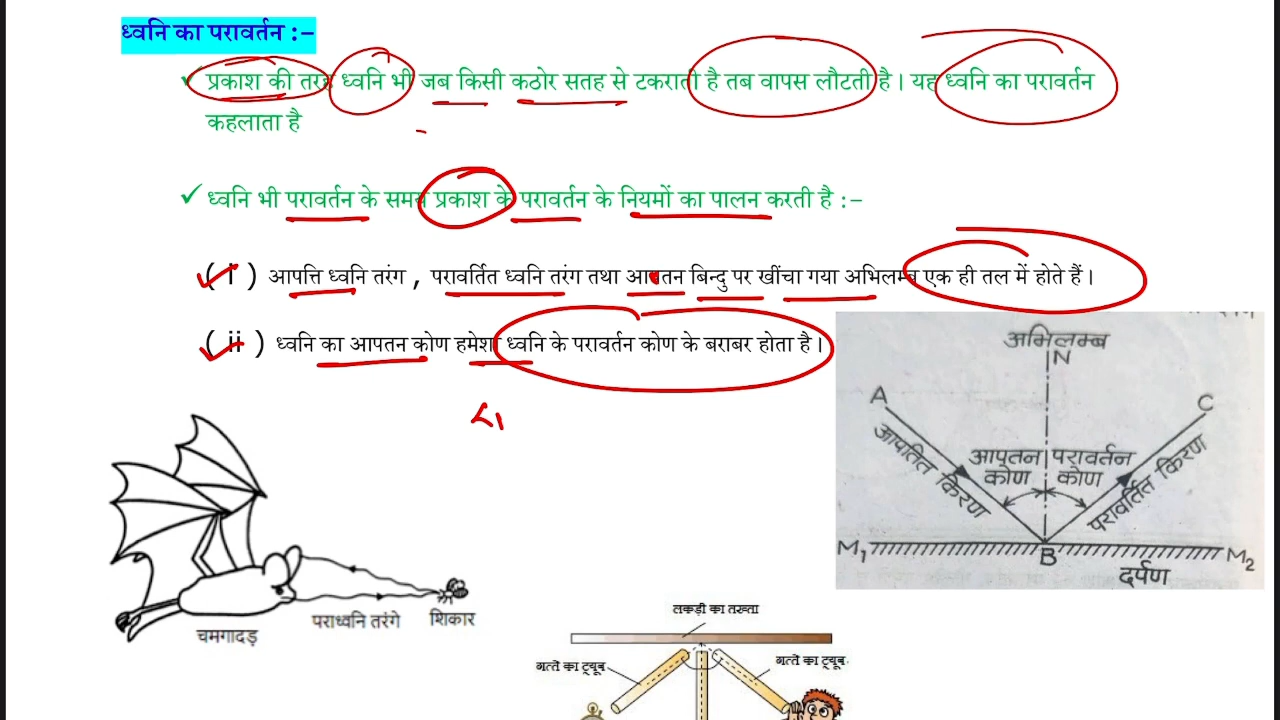 ध्वनि का परावर्तन :-
प्रकाश की तरह ध्वनि भी जब किसी कठोर सतह से टकराती है तब वापस लौटती है। यह ध्वनि का परावर्तन
कहलाता है
ध्वनि भी परावर्तन के समय प्रकाश के परावर्तन के नियमों का पालन करती है :-
( i ) आपत्ति ध्वनि तरंग , परावर्तित ध्वनि तरंग तथा आपतन बिन्दु पर खींचा गया अभिलम्ब एक ही तल में होते हैं।
( ii ) ध्वनि का आपतन कोण हमेशा ध्वनि के परावर्तन कोण के बराबर होता है।
अभिलम्ब
N
A
C
आपतित किरण
आपतन कोण
परावर्तन कोण
परावर्तित किरण
M₁
B
M₂
दर्पण
चमगादड़
पराध्वनि तरंगे
शिकार
लकड़ी का तख्ता
गत्ते का ट्यूब
गत्ते का ट्यूब